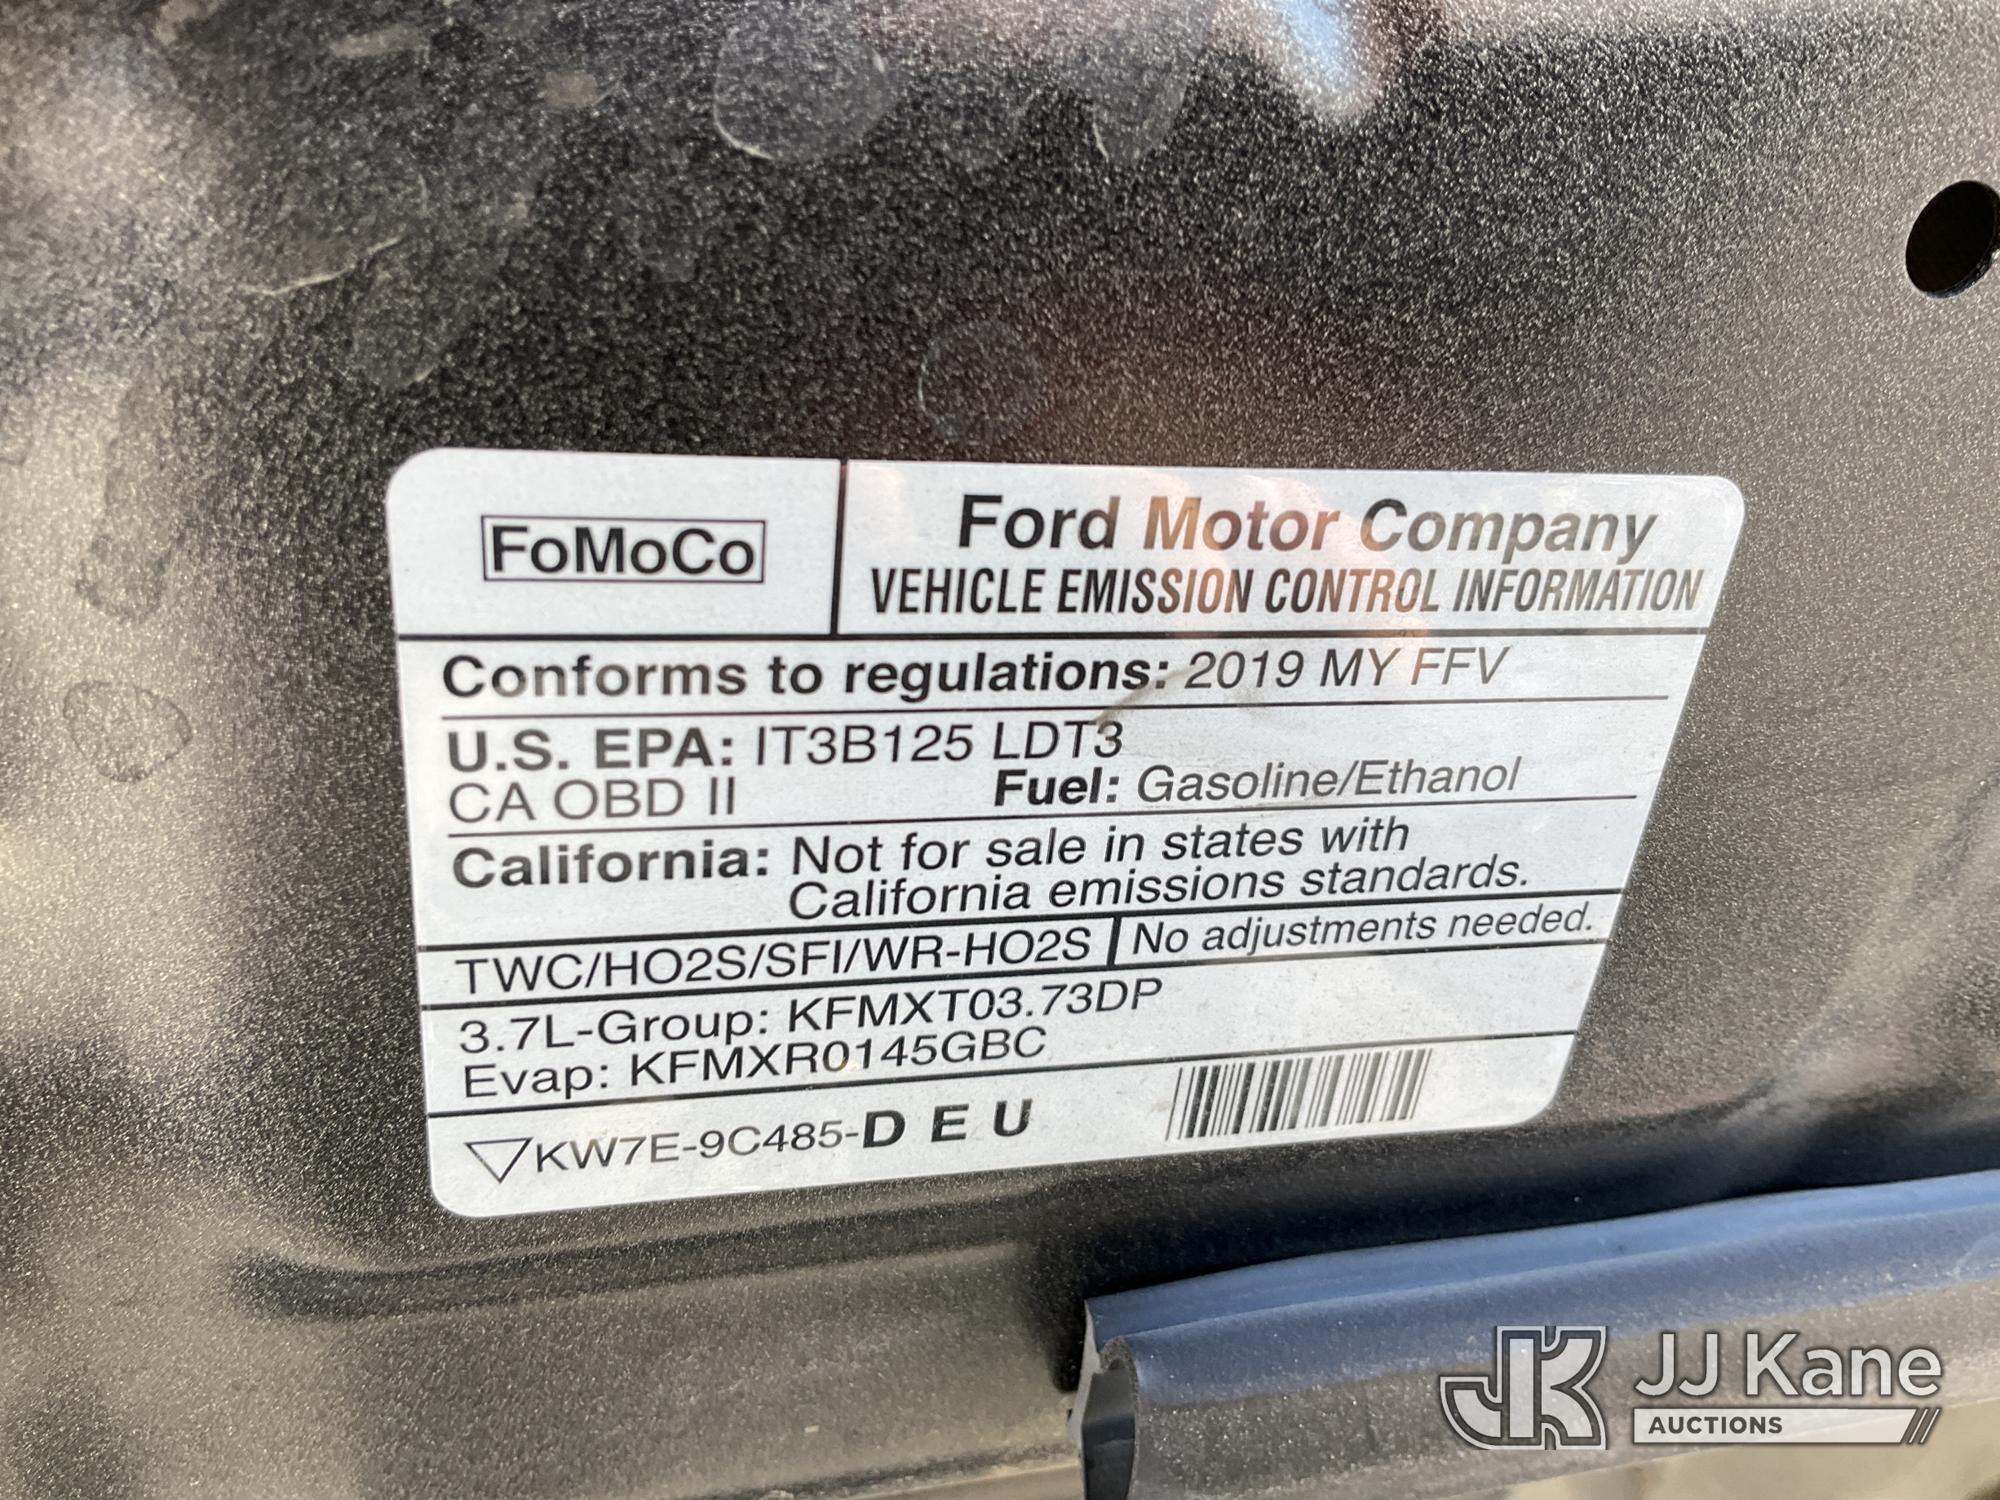 FoMoCo
Ford Motor Company
VEHICLE EMISSION CONTROL INFORMATION
Conforms to regulations: 2019 MY FFV
U.S. EPA: IT3B125 LDT3
CA OBD II Fuel: Gasoline/Ethanol
California: Not for sale in states with
California emissions standards.
TWC/HO2S/SFI/WR-HO2S No adjustments needed.
3.7L-Group: KFMXT03.73DP
Evap: KFMXR0145GBC
KW7E-9C485-D E U
JK JJ Kane
AUCTIONS